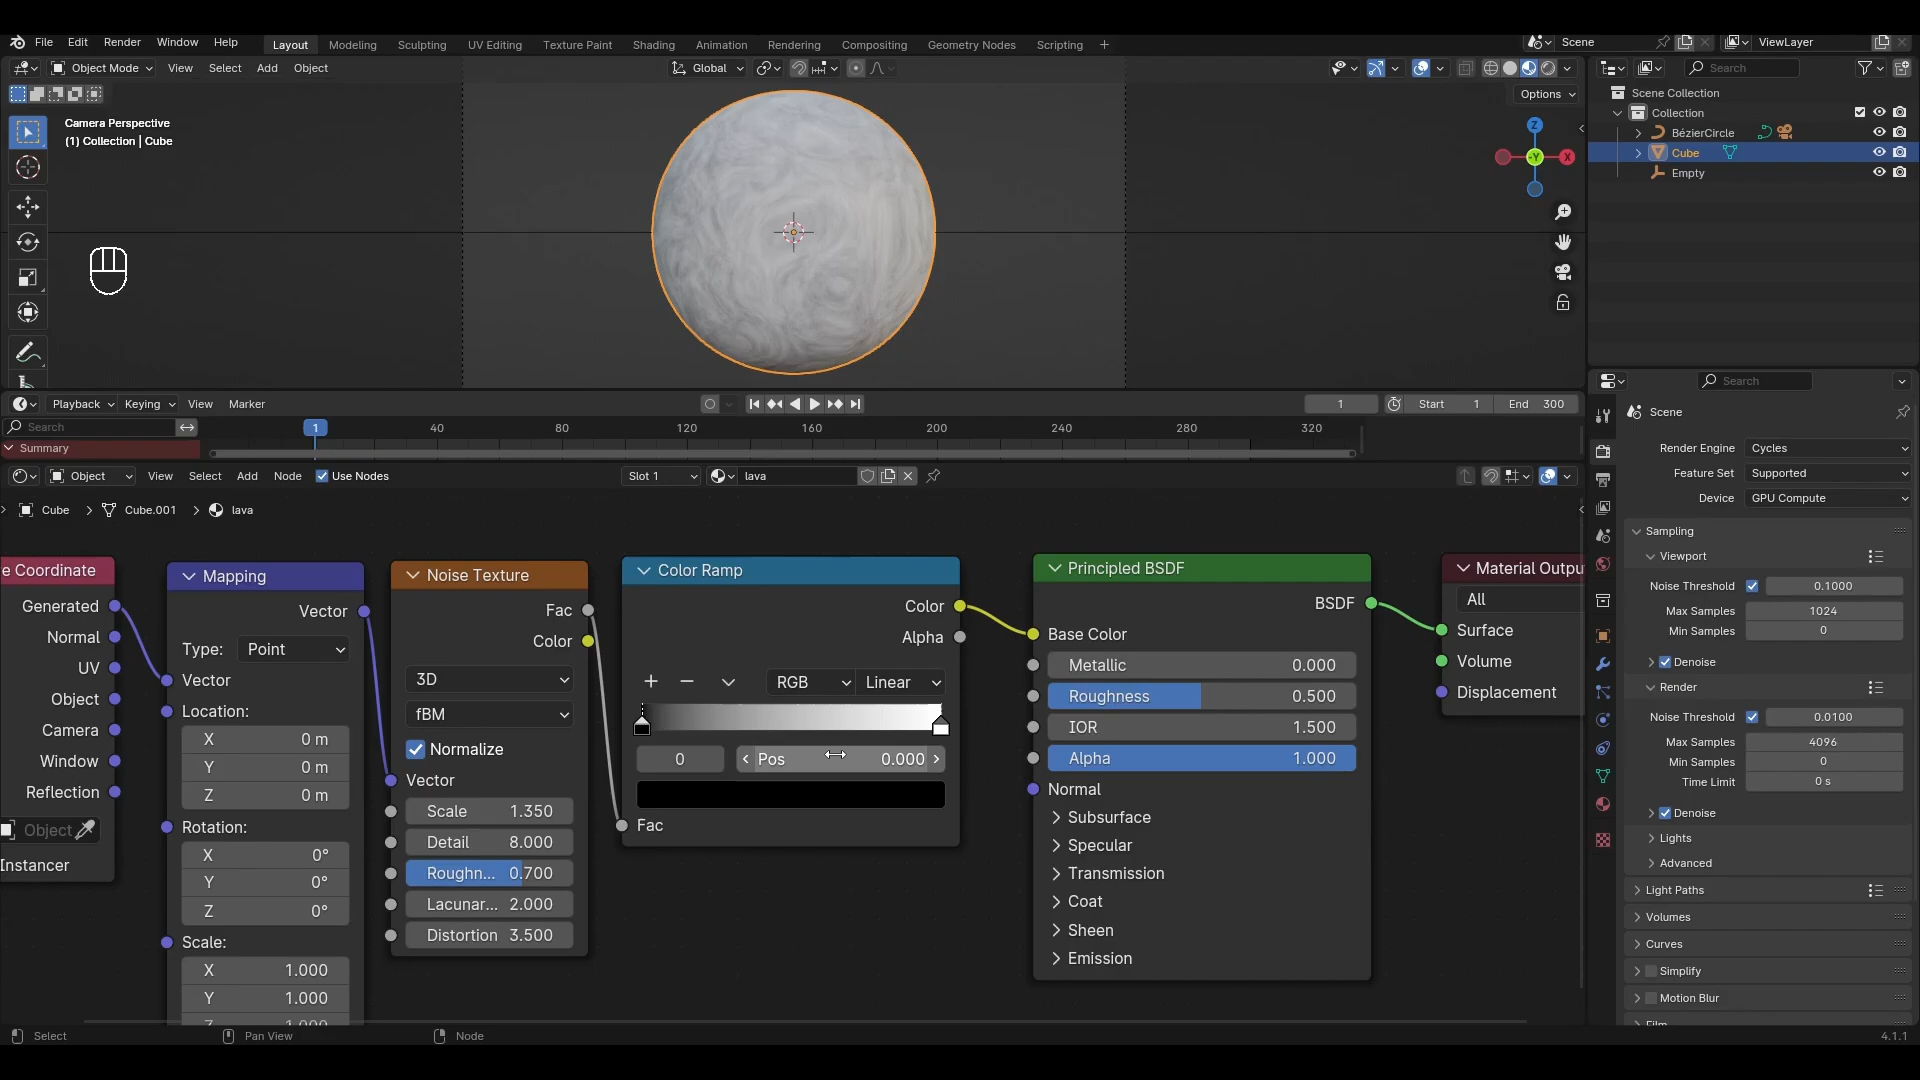 File Edit Render Window Help Layout Modeling Sculpting UV Editing Texture Paint Shading Animation Rendering Compositing Geometry Nodes Scripting + Scene ViewLayer
Object Mode View Select Add Object Global Search
Options
Scene Collection
Collection
BézierCircle
Cube
Empty
Camera Perspective
(1) Collection | Cube
Z
-Y
X
Playback Keying View Marker 1 Start 1 End 300
Search 1 40 80 120 160 200 240 280 320
Summary
Object View Select Add Node Use Nodes Slot 1 lava
Cube > Cube.001 > lava
e Coordinate
Generated
Normal
UV
Object
Camera
Window
Reflection
Object
Instancer
Mapping
Vector
Type: Point
Vector
Location:
X 0 m
Y 0 m
Z 0 m
Rotation:
X 0°
Y 0°
Z 0°
Scale:
X 1.000
Y 1.000
Z 1.000
Noise Texture
Fac
Color
3D
fBM
Normalize
Vector
Scale 1.350
Detail 8.000
Roughn... 0.700
Lacunar... 2.000
Distortion 3.500
Color Ramp
Color
Alpha
+ − RGB Linear
0 < Pos 0.000 >
Fac
Principled BSDF
BSDF
Base Color
Metallic 0.000
Roughness 0.500
IOR 1.500
Alpha 1.000
Normal
Subsurface
Specular
Transmission
Coat
Sheen
Emission
Material Outpu
All
Surface
Volume
Displacement
Search
Scene
Render Engine Cycles
Feature Set Supported
Device GPU Compute
Sampling
Viewport
Noise Threshold 0.1000
Max Samples 1024
Min Samples 0
Denoise
Render
Noise Threshold 0.0100
Max Samples 4096
Min Samples 0
Time Limit 0 s
Denoise
Lights
Advanced
Light Paths
Volumes
Curves
Simplify
Motion Blur
Film
Select Pan View Node 4.1.1